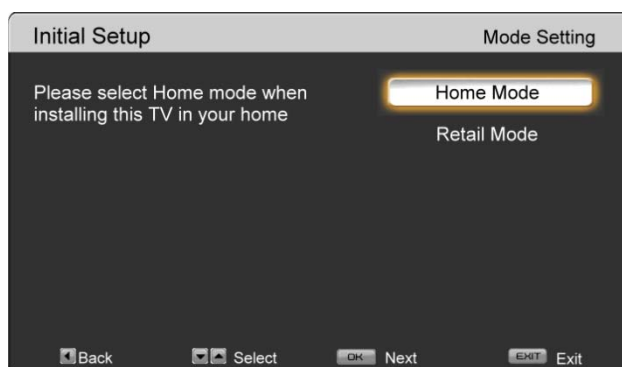 Initial Setup
Mode Setting
Please select Home mode when
installing this TV in your home
Home Mode
Retail Mode
Back
Select
OK Next
EXIT Exit